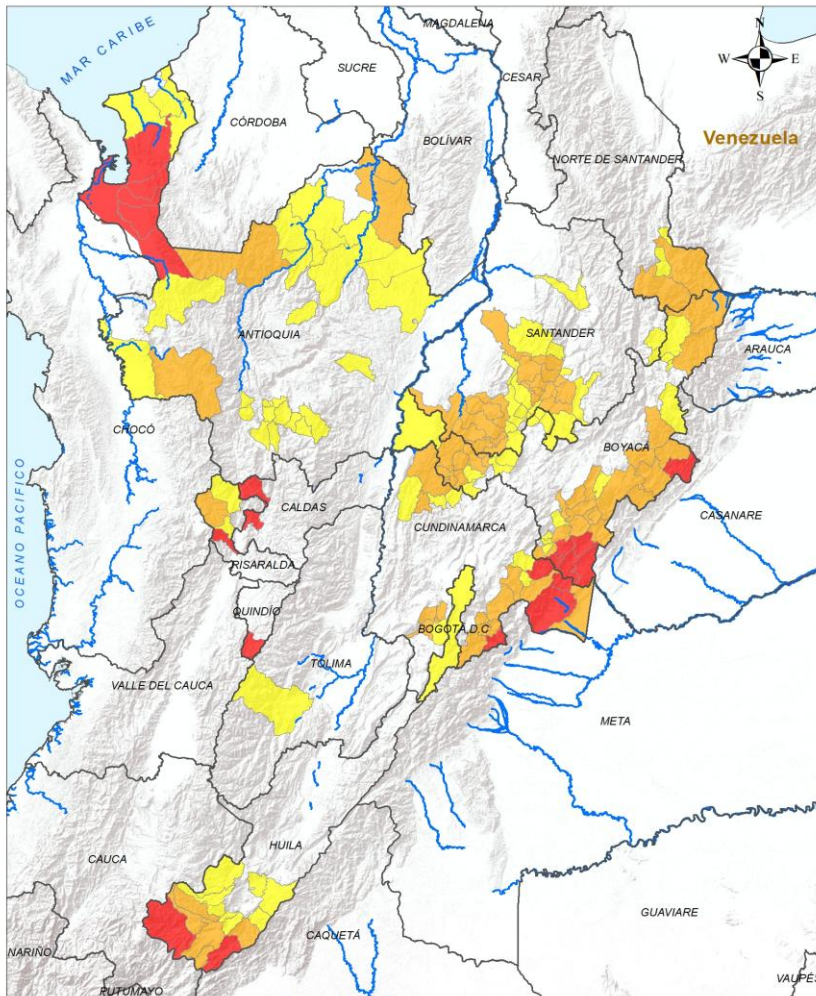 MAGDALENA
N
W E
S
MAR CARIBE
SUCRE
CESAR
CÓRDOBA
BOLÍVAR
Venezuela
NORTE DE SANTANDER
ANTIOQUIA
SANTANDER
ARAUCA
CHOCÓ
BOYACÁ
CALDAS
CUNDINAMARCA
CASANARE
OCEANO PACIFICO
RISARALDA
QUINDÍO
BOGOTÁ D.C
TOLIMA
VALLE DEL CAUCA
META
HUILA
CAUCA
GUAVIARE
CAQUETÁ
NARIÑO
PUTUMAYO
VAUPÉS